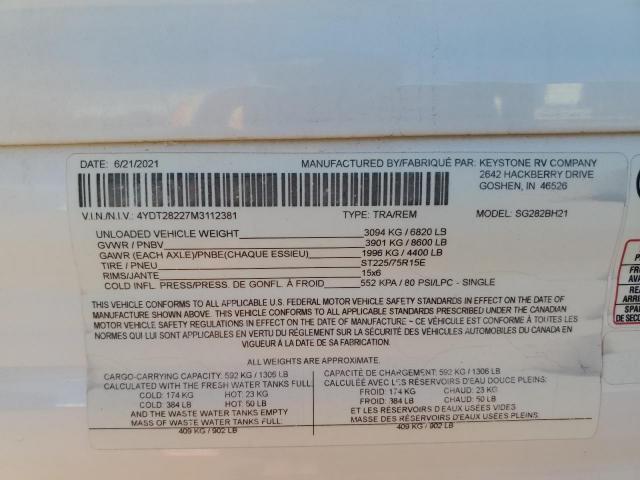 DATE: 6/21/2021
MANUFACTURED BY/FABRIQUÉ PAR: KEYSTONE RV COMPANY
2642 HACKBERRY DRIVE
GOSHEN, IN 46526
V.I.N./N.I.V.: 4YDT28227M3112381 TYPE: TRA/REM MODEL: SG282BH21
UNLOADED VEHICLE WEIGHT 3094 KG / 6820 LB
GVWR / PNBV 3901 KG / 8600 LB
GAWR (EACH AXLE)/PNBE(CHAQUE ESSIEU) 1996 KG / 4400 LB
TIRE / PNEU ST225/75R15E
RIMS/JANTE 15x6
COLD INFL. PRESS/PRESS. DE GONFL. À FROID 552 KPA / 80 PSI/LPC - SINGLE
THIS VEHICLE CONFORMS TO ALL APPLICABLE U.S. FEDERAL MOTOR VEHICLE SAFETY STANDARDS IN EFFECT ON THE DATE OF
MANUFACTURE SHOWN ABOVE. THIS VEHICLE CONFORMS TO ALL APPLICABLE STANDARDS PRESCRIBED UNDER THE CANADIAN
MOTOR VEHICLE SAFETY REGULATIONS IN EFFECT ON THE DATE OF MANUFACTURE - CE VÉHICULE EST CONFORME À TOUTES LES
NORMES QUI LUI SONT APPLICABLES EN VERTU DU RÈGLEMENT SUR LA SÉCURITÉ DES VÉHICULES AUTOMOBILES DU CANADA EN
VIGUEUR À LA DATE DE SA FABRICATION.
ALL WEIGHTS ARE APPROXIMATE.
CARGO-CARRYING CAPACITY: 592 KG / 1306 LB
CALCULATED WITH THE FRESH WATER TANKS FULL:
COLD: 174 KG HOT: 23 KG
COLD: 384 LB HOT: 50 LB
AND THE WASTE WATER TANKS EMPTY
MASS OF WASTE WATER TANKS FULL:
409 KG / 902 LB
CAPACITÉ DE CHARGEMENT: 592 KG / 1306 LB
CALCULÉE AVEC LES RÉSERVOIRS D'EAU DOUCE PLEINS:
FROID: 174 KG CHAUD: 23 KG
FROID: 384 LB CHAUD: 50 LB
ET LES RÉSERVOIRS D'EAUX USÉES VIDES
MASSE DES RÉSERVOIRS D'EAUX USÉES PLEINS:
409 KG / 902 LB